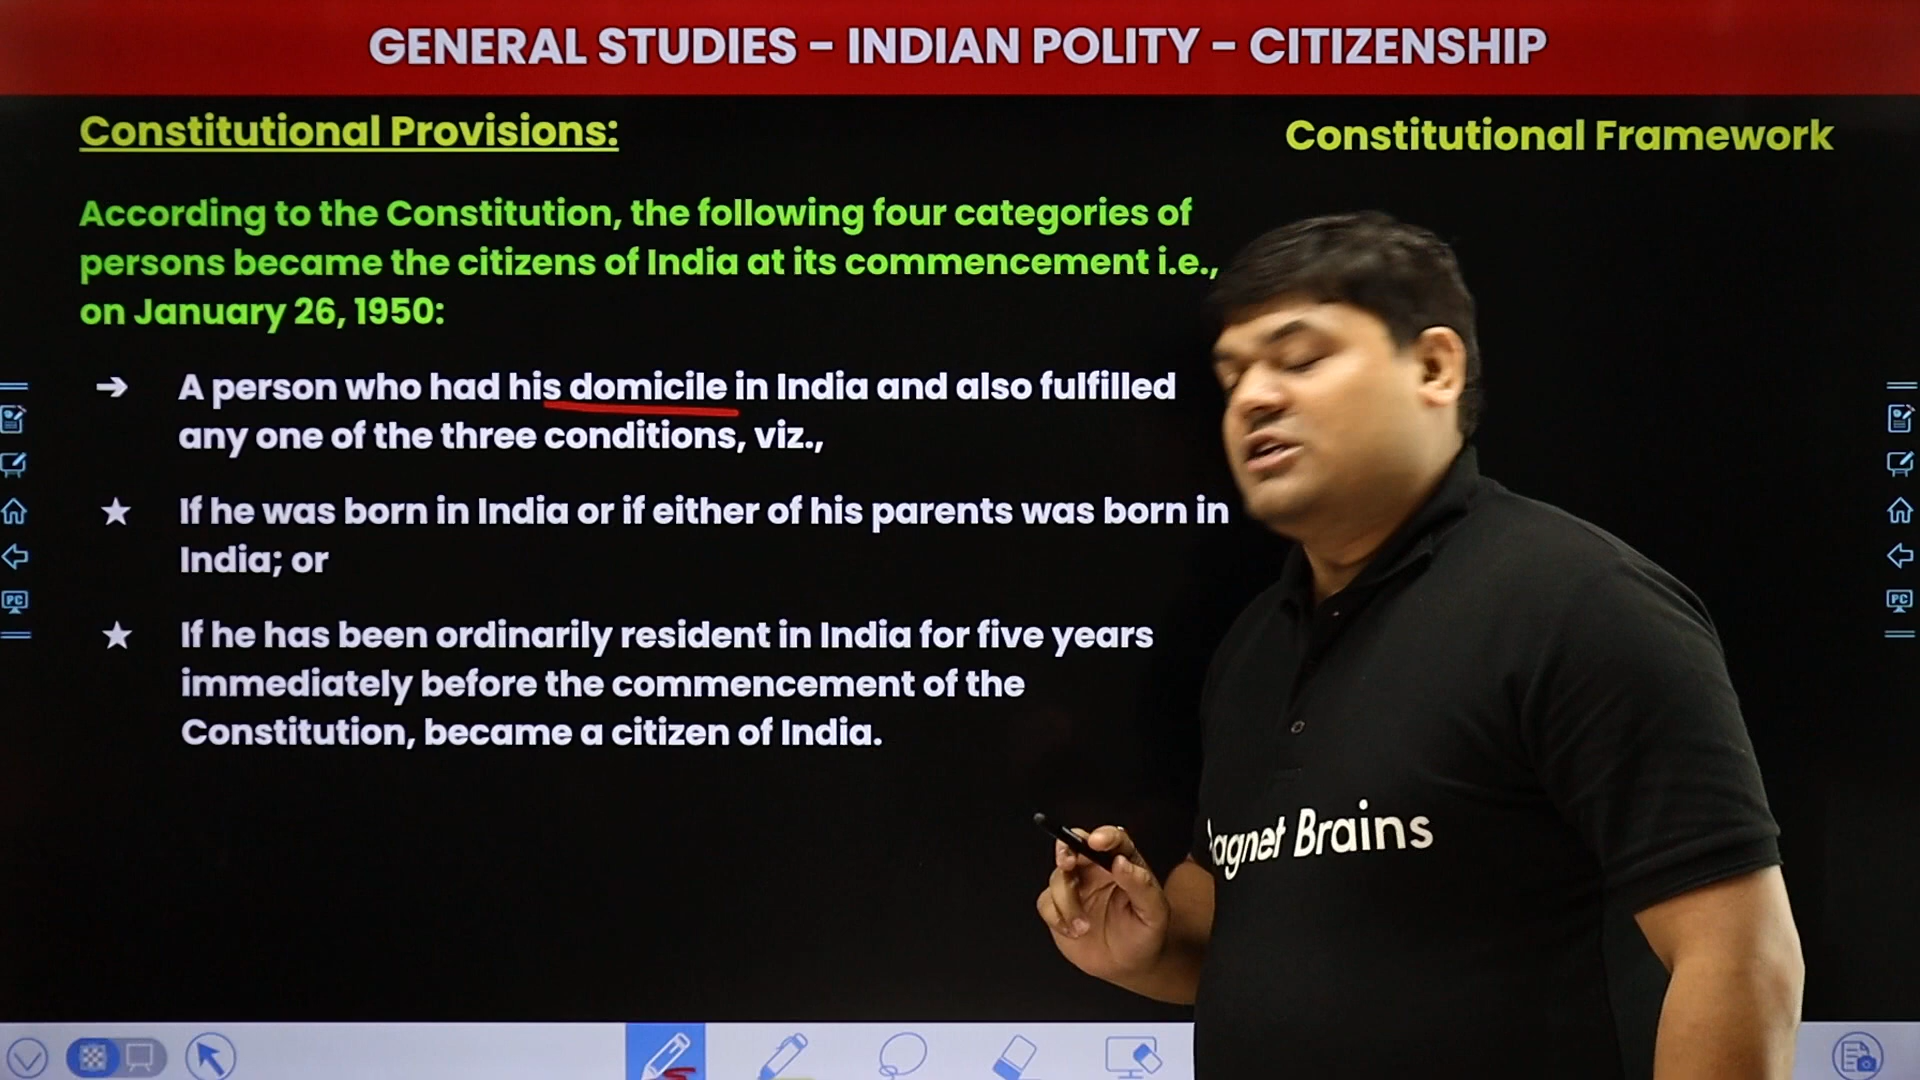 GENERAL STUDIES - INDIAN POLITY - CITIZENSHIP
Constitutional Provisions:
Constitutional Framework
According to the Constitution, the following four categories of
persons became the citizens of India at its commencement i.e.,
on January 26, 1950:
➔ A person who had his domicile in India and also fulfilled
any one of the three conditions, viz.,
★ If he was born in India or if either of his parents was born in
India; or
★ If he has been ordinarily resident in India for five years
immediately before the commencement of the
Constitution, became a citizen of India.
agnet Brains
PC
PC